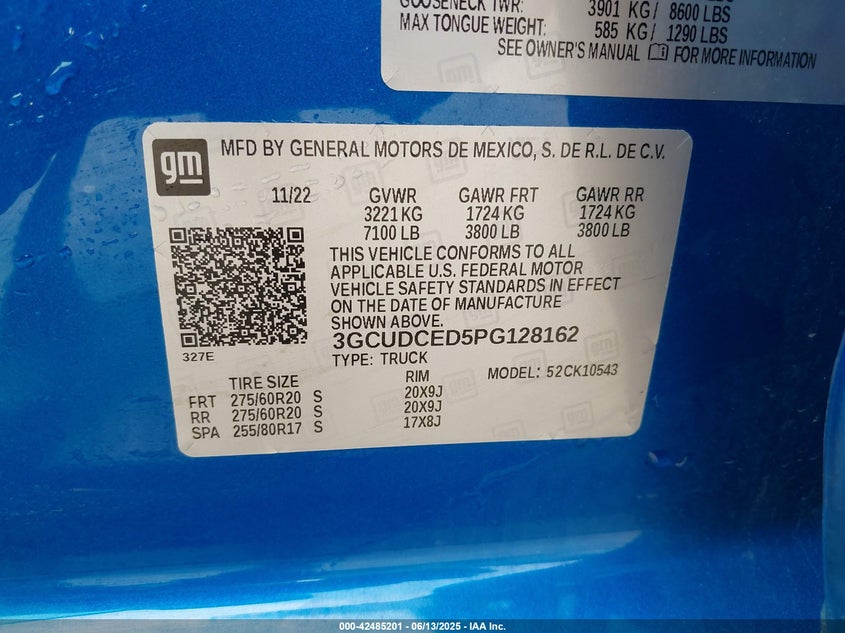 GOOSENECK TWR: 3901 KG / 8600 LBS
MAX TONGUE WEIGHT: 585 KG / 1290 LBS
SEE OWNER'S MANUAL FOR MORE INFORMATION
gm MFD BY GENERAL MOTORS DE MEXICO, S. DE R.L. DE C.V.
11/22 GVWR GAWR FRT GAWR RR
3221 KG 1724 KG 1724 KG
7100 LB 3800 LB 3800 LB
THIS VEHICLE CONFORMS TO ALL
APPLICABLE U.S. FEDERAL MOTOR
VEHICLE SAFETY STANDARDS IN EFFECT
ON THE DATE OF MANUFACTURE
SHOWN ABOVE.
327E
3GCUDCED5PG128162
TYPE: TRUCK
MODEL: 52CK10543
TIRE SIZE RIM
FRT 275/60R20 S 20X9J
RR 275/60R20 S 20X9J
SPA 255/80R17 S 17X8J
000-42485201 - 06/13/2025 - IAA Inc.